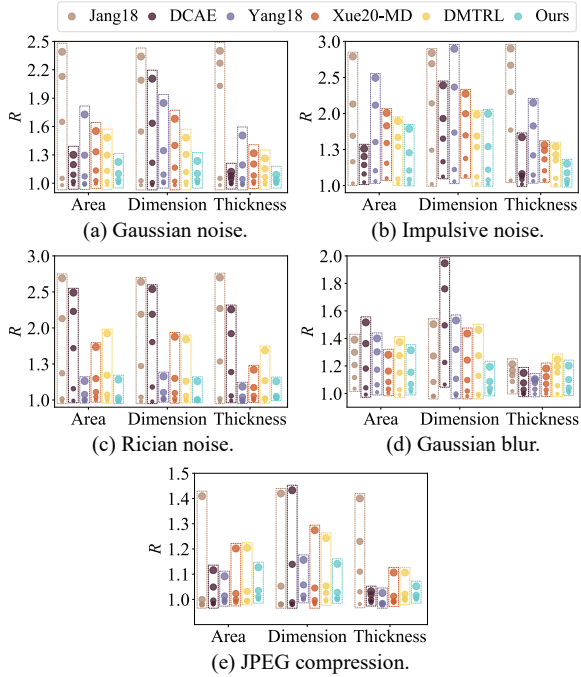 Jang18 DCAE Yang18 Xue20-MD DMTRL Ours
2.5 2.1 1.6 1.3 1.0
R
Area Dimension Thickness
(a) Gaussian noise.
3.0 2.5 2.0 1.3 1.0
R
Area Dimension Thickness
(b) Impulsive noise.
3.0 2.5 2.0 1.3 1.0
R
Area Dimension Thickness
(c) Rician noise.
2.0 1.8 1.6 1.4 1.2 1.0
R
Area Dimension Thickness
(d) Gaussian blur.
1.5 1.4 1.3 1.2 1.1 1.0
R
Area Dimension Thickness
(e) JPEG compression.